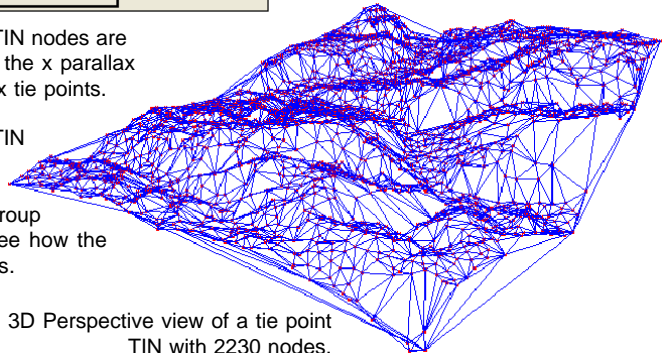 TIN nodes are
the x parallax
x tie points.
TIN
roup
ee how the
s.
3D Perspective view of a tie point
TIN with 2230 nodes.